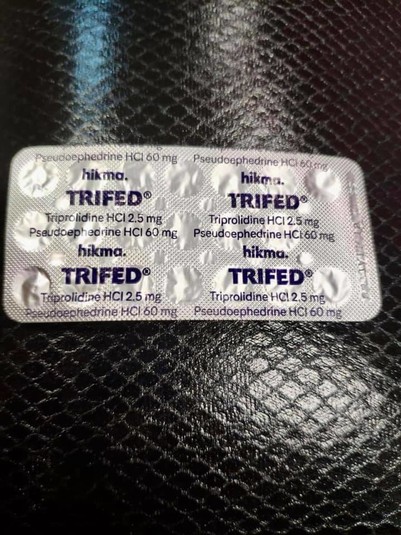 Pseudoephedrine HCl 60 mg Pseudoephedrine HCl 60 mg
hikma. hikma.
TRIFED® TRIFED®
Triprolidine HCl 2.5 mg Triprolidine HCl 2.5 mg
Pseudoephedrine HCl 60 mg Pseudoephedrine HCl 60 mg
hikma. hikma.
TRIFED® TRIFED®
Triprolidine HCl 2.5 mg Triprolidine HCl 2.5 mg
Pseudoephedrine HCl 60 mg Pseudoephedrine HCl 60 mg